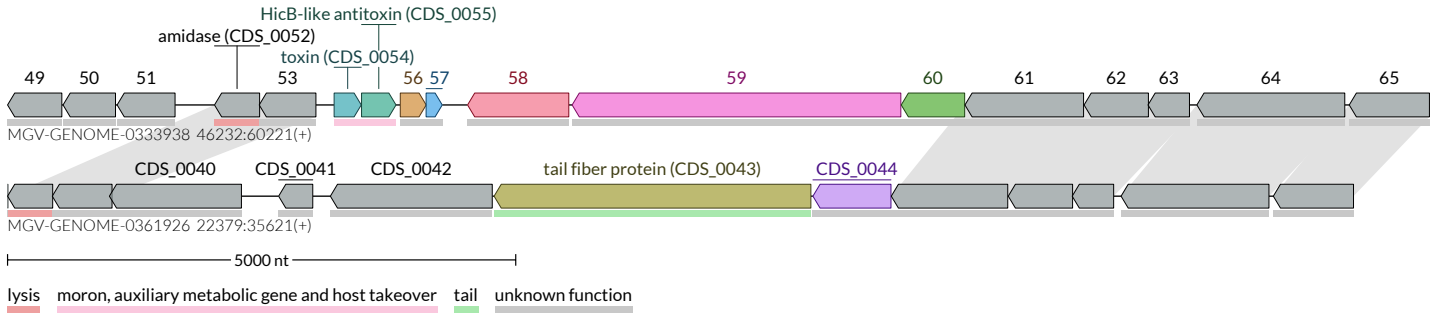 HicB-like antitoxin (CDS_0055)
amidase (CDS_0052)
toxin (CDS_0054)
49 50 51 53 56 57 58 59 60 61 62 63 64 65
MGV-GENOME-0333938 46232:60221(+)
CDS_0040 CDS_0041 CDS_0042 tail fiber protein (CDS_0043) CDS_0044
MGV-GENOME-0361926 22379:35621(+)
5000 nt
lysis moron, auxiliary metabolic gene and host takeover tail unknown function